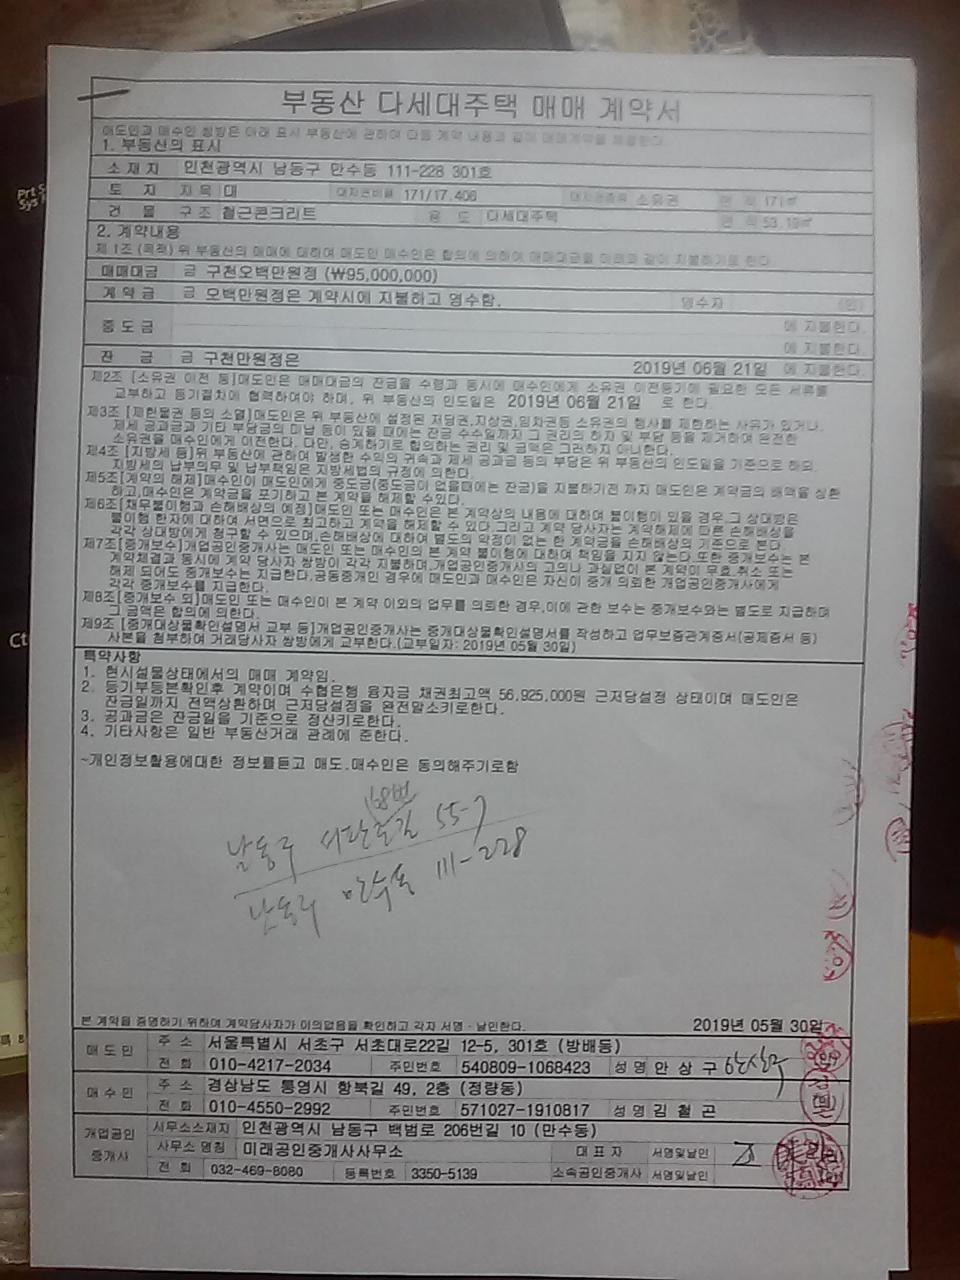 부동산 다세대주택 매매 계약서
매도인과 매수인 쌍방은 아래 표시 부동산에 관하여 다음 계약 내용과 같이 매매계약을 체결한다.
1. 부동산의 표시
소재지 인천광역시 남동구 만수동 111-228 301호
토지 지목 대 대지권비율 171/17.406 대지권종류 소유권 면적 171㎡
건물 구조 철근콘크리트 용도 다세대주택 면적 53.19㎡
2. 계약내용
제1조 (목적) 위 부동산의 매매에 대하여 매도인 매수인은 합의에 의하여 매매대금을 아래와 같이 지불하기로 한다.
매매대금 금 구천오백만원정 (₩95,000,000)
계약금 금 오백만원정은 계약시에 지불하고 영수함. 영수자 (인)
중도금 에 지불한다.
에 지불한다.
잔금 금 구천만원정은 2019년 06월 21일 에 지불한다.
제2조 [소유권 이전 등]매도인은 매매대금의 잔금을 수령과 동시에 매수인에게 소유권 이전등기에 필요한 모든 서류를
교부하고 등기절차에 협력하여야 하며, 위 부동산의 인도일은 2019년 06월 21일 로 한다.
제3조 [제한물권 등의 소멸]매도인은 위 부동산에 설정된 저당권,지상권,임차권등 소유권의 행사를 제한하는 사유가 있거나,
제세 공과금과 기타 부담금의 미납 등이 있을 때에는 잔금 수수일까지 그 권리의 하자 및 부담 등을 제거하여 완전한
소유권을 매수인에게 이전한다. 다만, 승계하기로 합의하는 권리 및 금액은 그러하지 아니한다.
제4조 [지방세 등]위 부동산에 관하여 발생한 수익의 귀속과 제세 공과금 등의 부담은 위 부동산의 인도일을 기준으로 하되,
지방세의 납부의무 및 납부책임은 지방세법의 규정에 의한다.
제5조[계약의 해제]매수인이 매도인에게 중도금(중도금이 없을때에는 잔금)을 지불하기전 까지 매도인은 계약금의 배액을 상환
하고,매수인은 계약금을 포기하고 본 계약을 해제할 수있다.
제6조[채무불이행과 손해배상의 예정]매도인 또는 매수인은 본 계약상의 내용에 대하여 불이행이 있을 경우,그 상대방은
불이행 한자에 대하여 서면으로 최고하고 계약을 해제할 수 있다.그리고 계약 당사자는 계약해제에 따른 손해배상을
각각 상대방에게 청구할 수 있으며,손해배상에 대하여 별도의 약정이 없는 한 계약금을 손해배상의 기준으로 본다.
제7조[중개보수]개업공인중개사는 매도인 또는 매수인의 본 계약 불이행에 대하여 책임을 지지 않는다.또한 중개보수는 본
계약체결과 동시에 계약 당사자 쌍방이 각각 지불하며,개업공인중개사의 고의나 과실없이 본 계약이 무효,취소 또는
해제 되어도 중개보수는 지급한다.공동중개인 경우에 매도인과 매수인은 자신이 중개 의뢰한 개업공인중개사에게
각각 중개보수를 지급한다.
제8조[중개보수 외]매도인 또는 매수인이 본 계약 이외의 업무를 의뢰한 경우,이에 관한 보수는 중개보수와는 별도로 지급하며
그 금액은 합의에 의한다.
제9조 [중개대상물확인설명서 교부 등]개업공인중개사는 중개대상물확인설명서를 작성하고 업무보증관계증서(공제증서 등)
사본을 첨부하여 거래당사자 쌍방에게 교부한다.(교부일자: 2019년 05월 30일)
특약사항
1. 현시설물상태에서의 매매 계약임.
2. 등기부등본확인후 계약이며 수협은행 융자금 채권최고액 56,925,000원 근저당설정 상태이며 매도인은
잔금일까지 전액상환하며 근저당설정을 완전말소키로한다.
3. 공과금은 잔금일을 기준으로 정산키로한다.
4. 기타사항은 일반 부동산거래 관례에 준한다.
~개인정보활용에대한 정보를듣고 매도.매수인은 동의해주기로함
168번
남동구 서판로길 55-7
남동구 만수동 111-228
본 계약을 증명하기 위하여 계약당사자가 이의없음을 확인하고 각자 서명·날인한다. 2019년 05월 30일
매도인 주소 서울특별시 서초구 서초대로22길 12-5, 301호 (방배동)
전화 010-4217-2034 주민번호 540809-1068423 성명 안상구 안상구
매수인 주소 경상남도 통영시 항북길 49, 2층 (정량동)
전화 010-4550-2992 주민번호 571027-1910817 성명 김철곤
개업공인중개사 사무소소재지 인천광역시 남동구 백범로 206번길 10 (만수동)
사무소 명칭 미래공인중개사사무소 대표자 서명및날인 조
전화 032-469-8080 등록번호 3350-5139 소속공인중개사 서명및날인